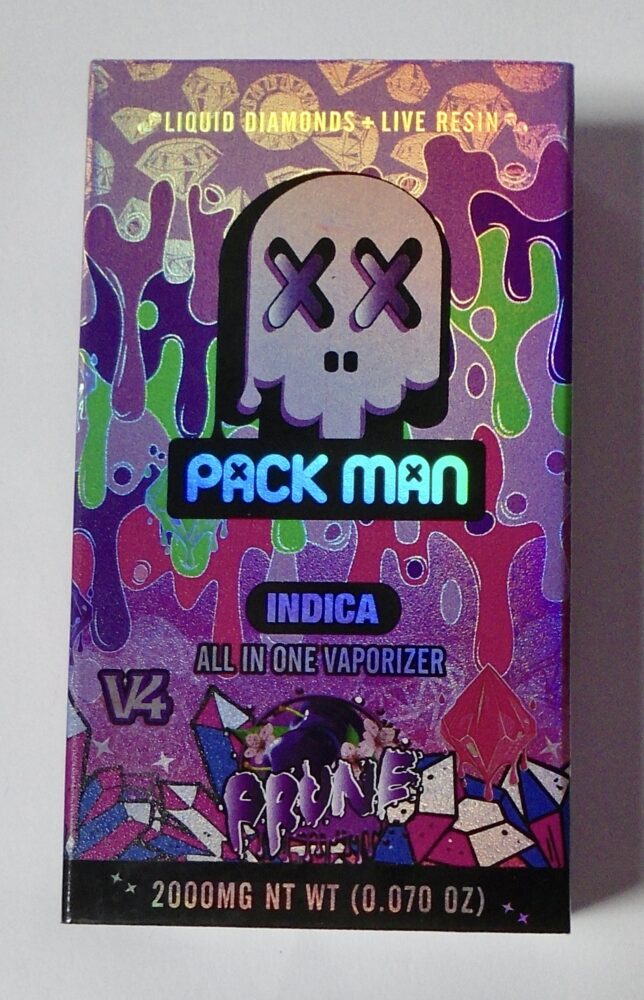 LIQUID DIAMONDS + LIVE RESIN
PACK MAN
INDICA
ALL IN ONE VAPORIZER
V4
PRUNE
2000MG NT WT (0.070 OZ)